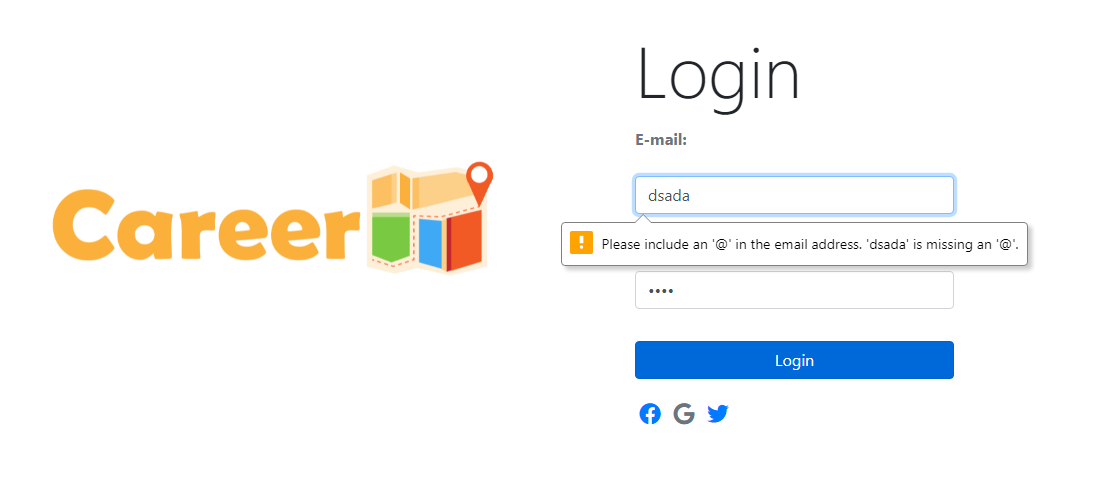 Login
E-mail:
Career
dsada
Please include an '@' in the email address. 'dsada' is missing an '@'.
••••
Login